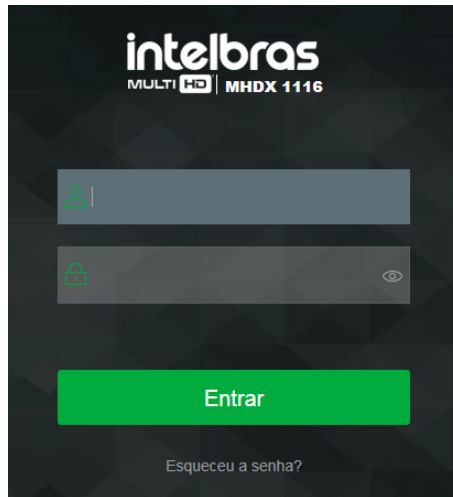 intelbras
MULTI HD MHDX 1116
Entrar
Esqueceu a senha?